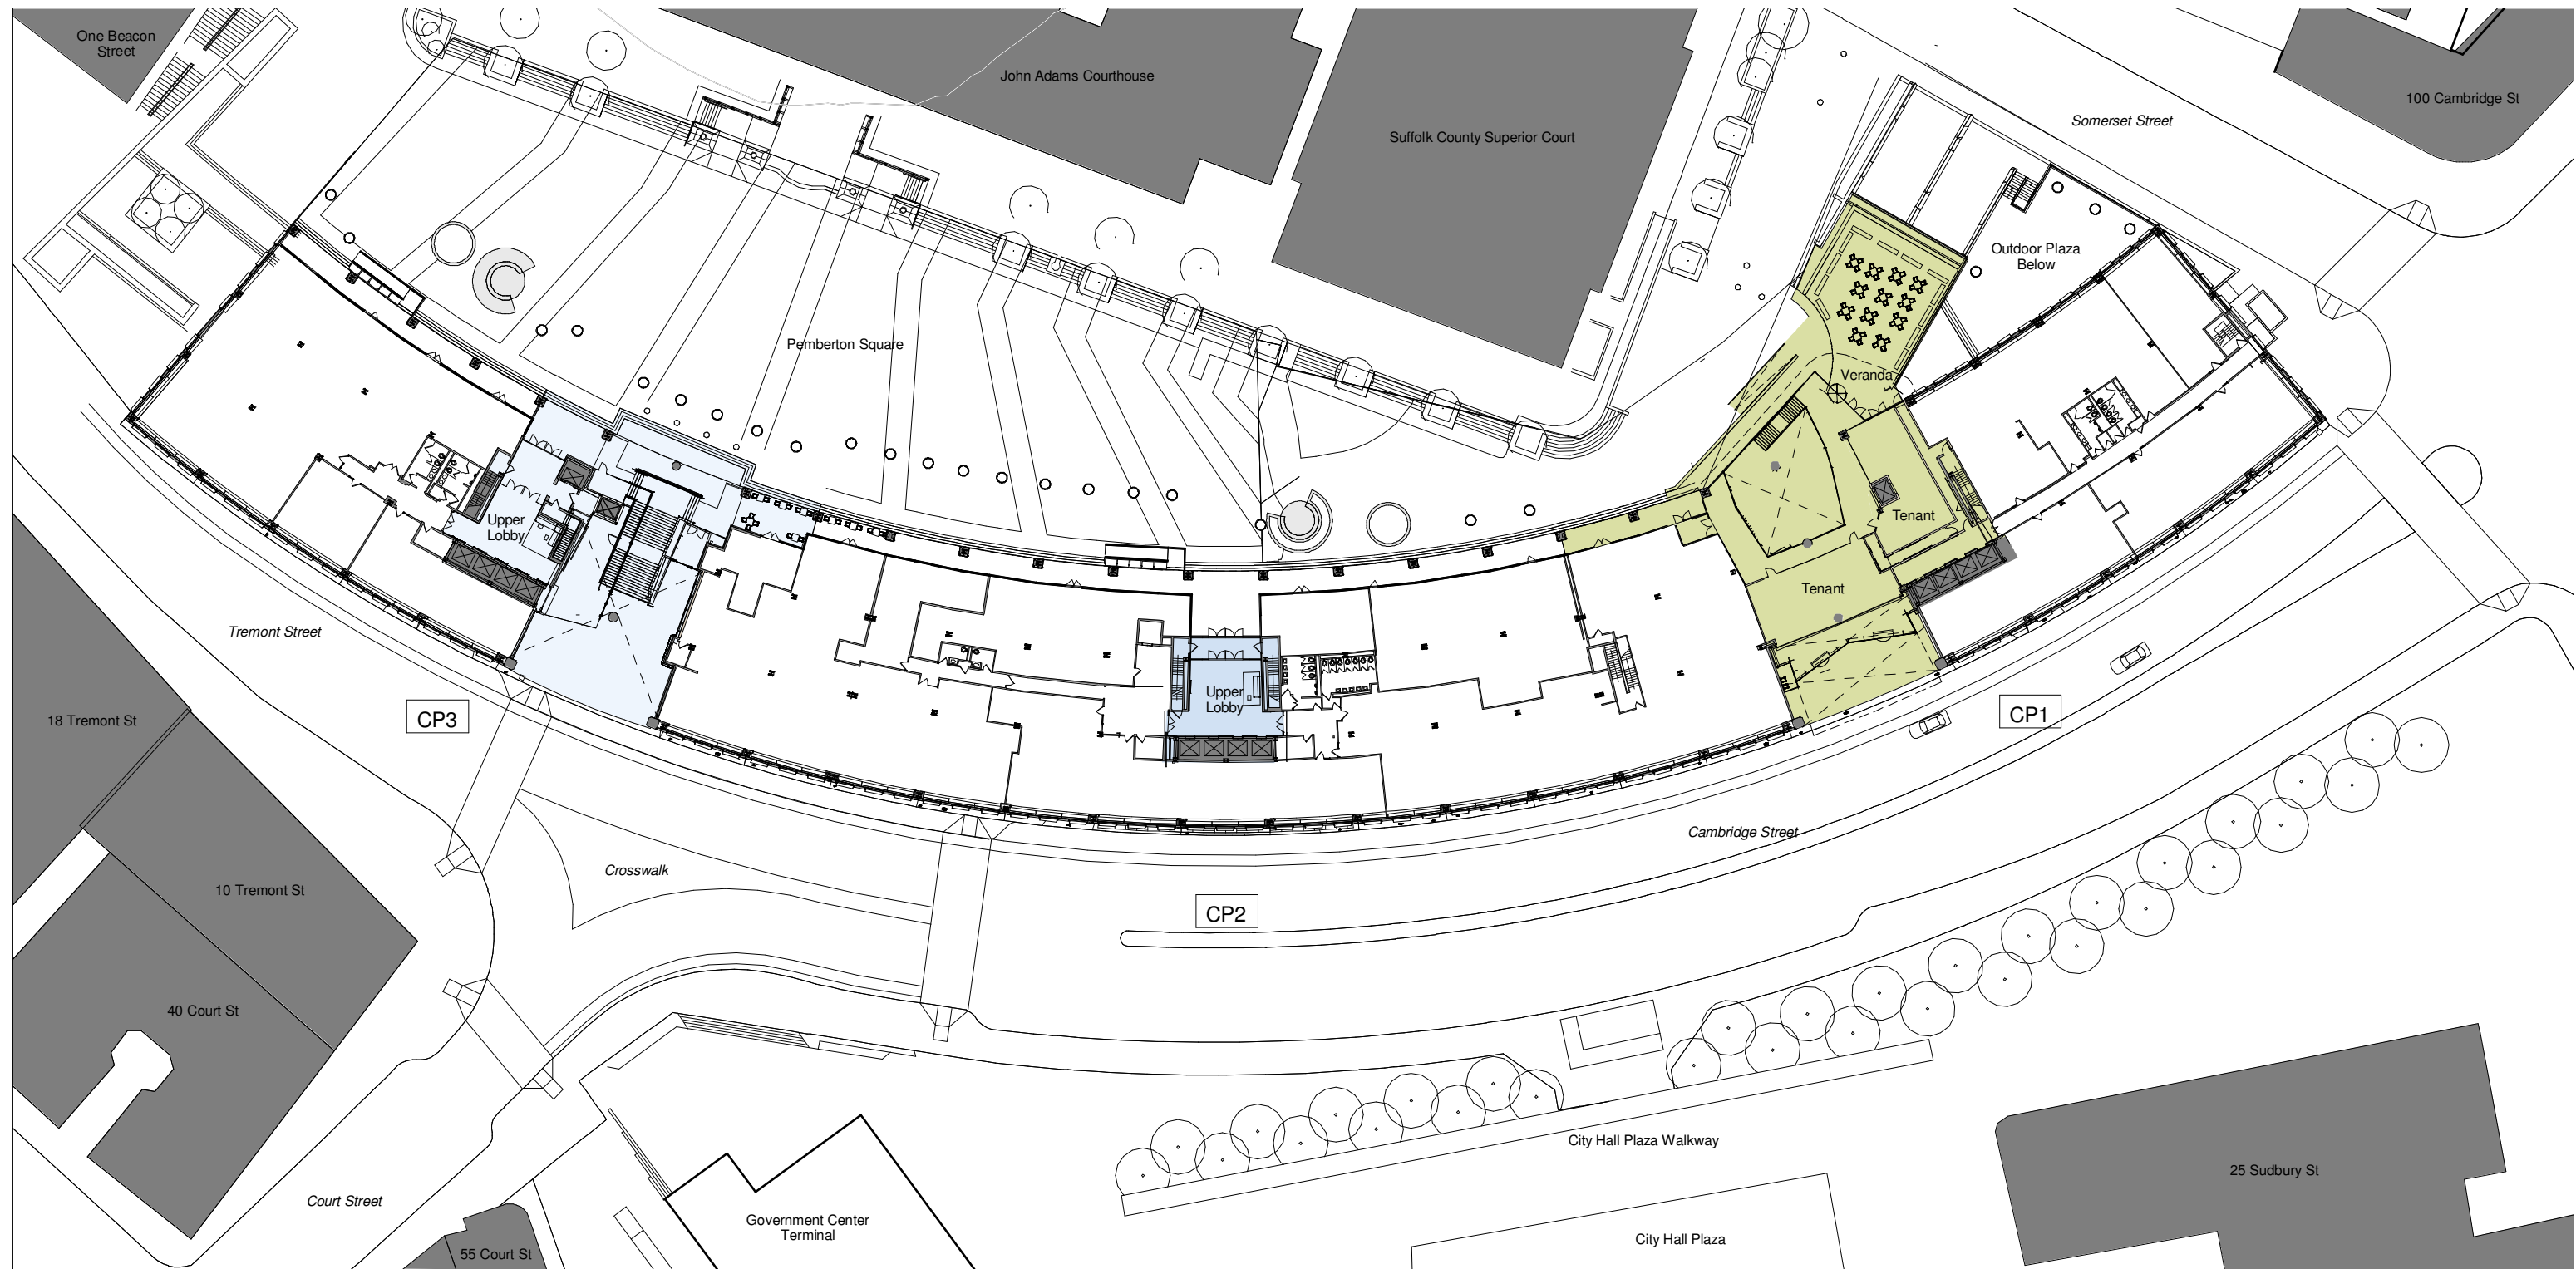 One Beacon
Street
John Adams Courthouse
100 Cambridge St
Somerset Street
Suffolk County Superior Court
Outdoor Plaza
Below
Pemberton Square
Veranda
Tenant
Upper
Lobby
Tenant
Tremont Street
Upper
Lobby
CP3
CP1
18 Tremont St
Cambridge Street
Crosswalk
10 Tremont St
CP2
40 Court St
City Hall Plaza Walkway
25 Sudbury St
Court Street
Government Center
Terminal
City Hall Plaza
55 Court St